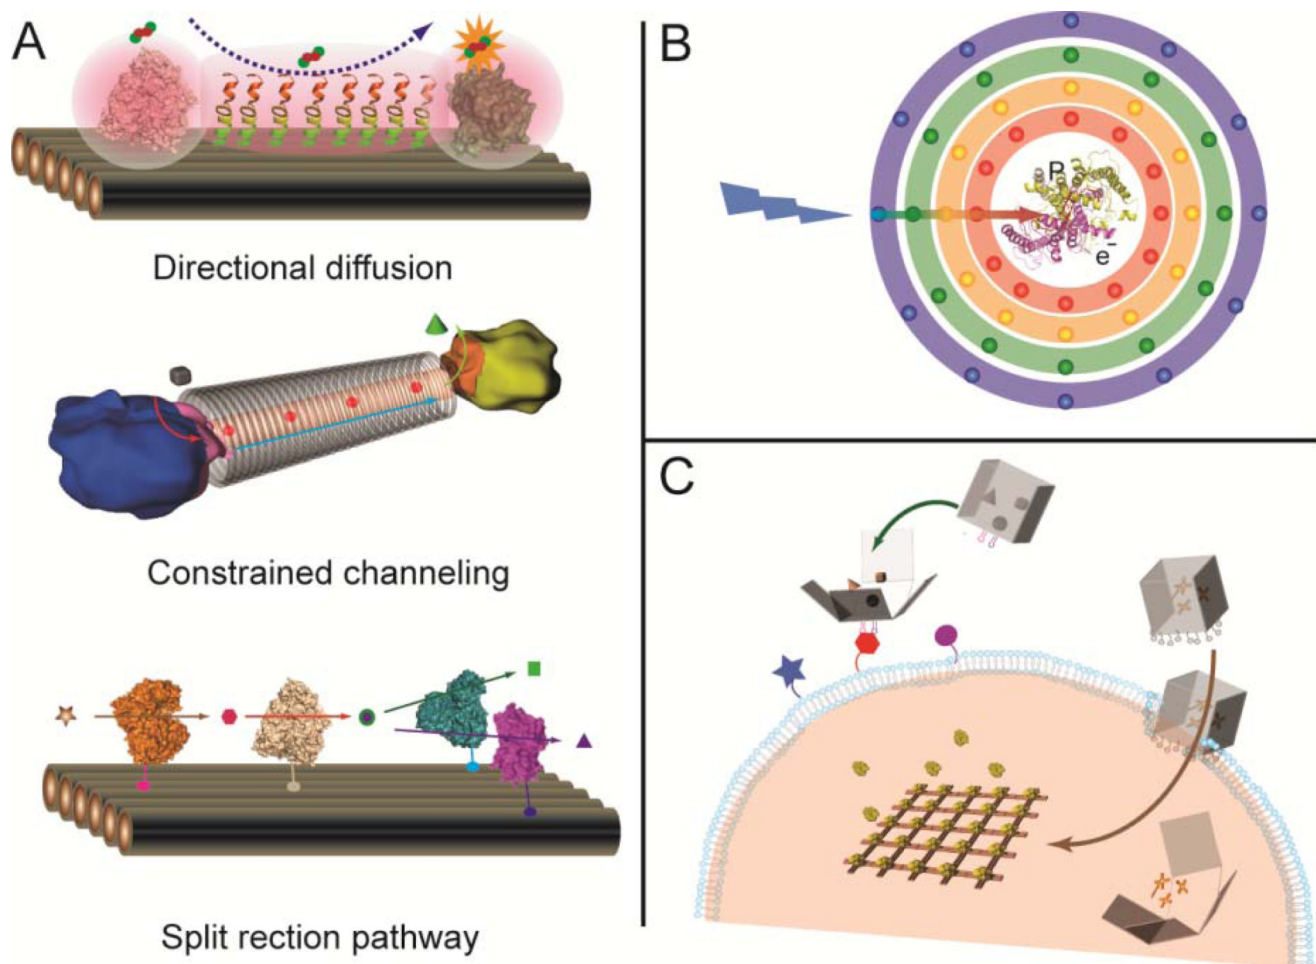 A
Directional diffusion
Constrained channeling
Split rection pathway
B
P
e-
C